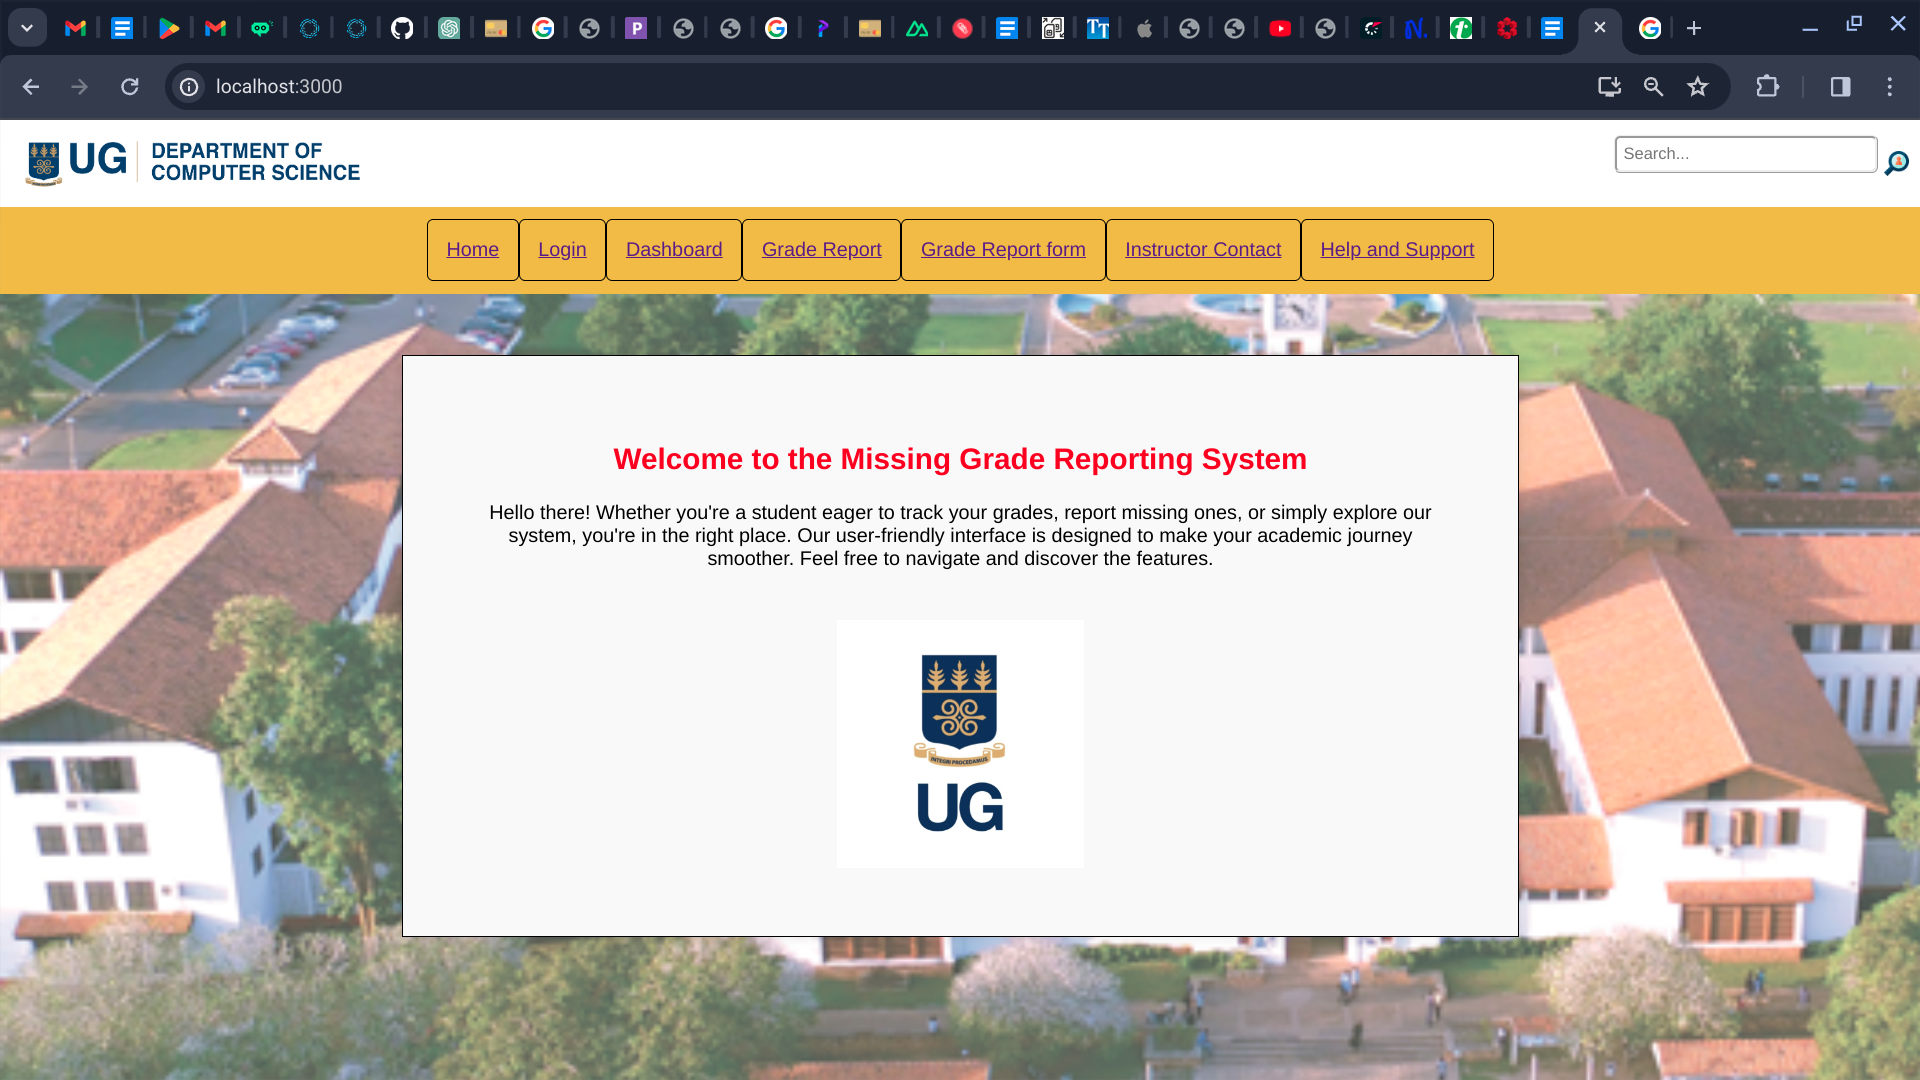 localhost:3000
UG
DEPARTMENT OF
COMPUTER SCIENCE
Search...
Home
Login
Dashboard
Grade Report
Grade Report form
Instructor Contact
Help and Support
Welcome to the Missing Grade Reporting System
Hello there! Whether you're a student eager to track your grades, report missing ones, or simply explore our
system, you're in the right place. Our user-friendly interface is designed to make your academic journey
smoother. Feel free to navigate and discover the features.
INTEGRI PROCEDAMUS
UG